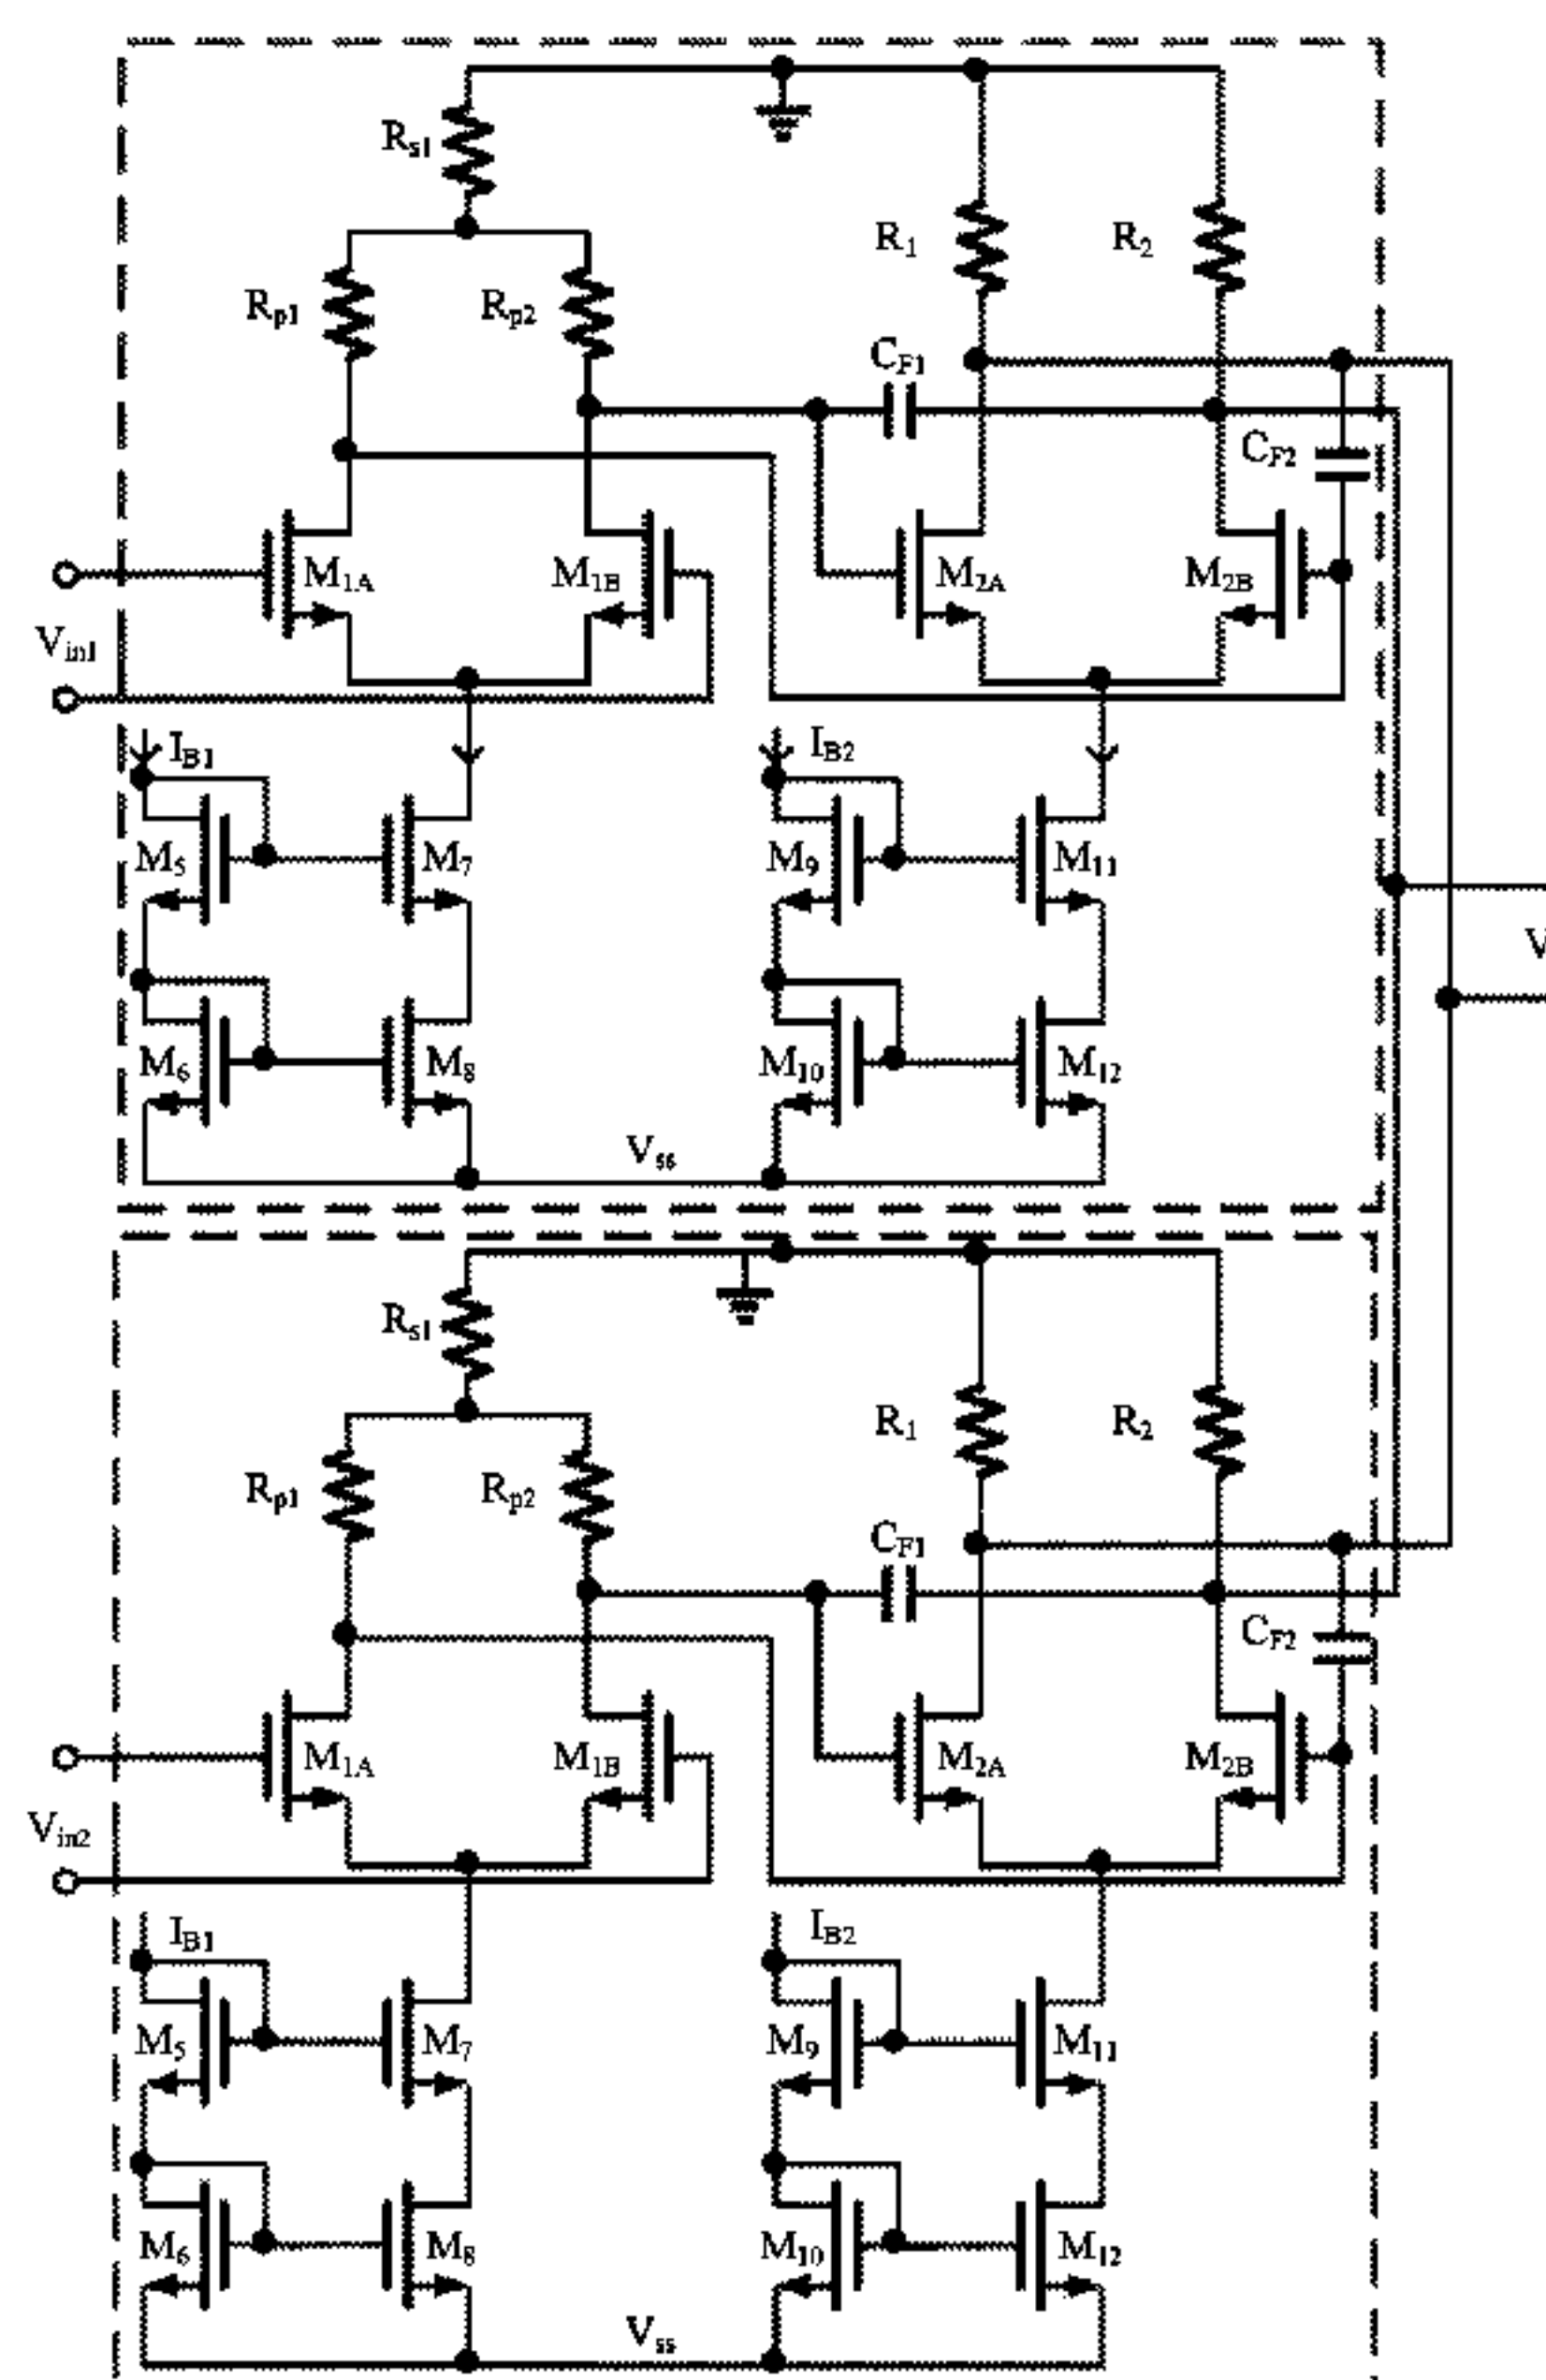 Rs1
R1
R2
Rp1
Rp2
CF1
CF2
M1A
M1B
M2A
M2B
Vin1
IB1
IB2
M5
M7
M9
M11
V
M6
M8
M10
M12
Vss
Rs1
R1
R2
Rp1
Rp2
CF1
CF2
M1A
M1B
M2A
M2B
Vin2
IB1
IB2
M5
M7
M9
M11
M6
M8
M10
M12
Vss